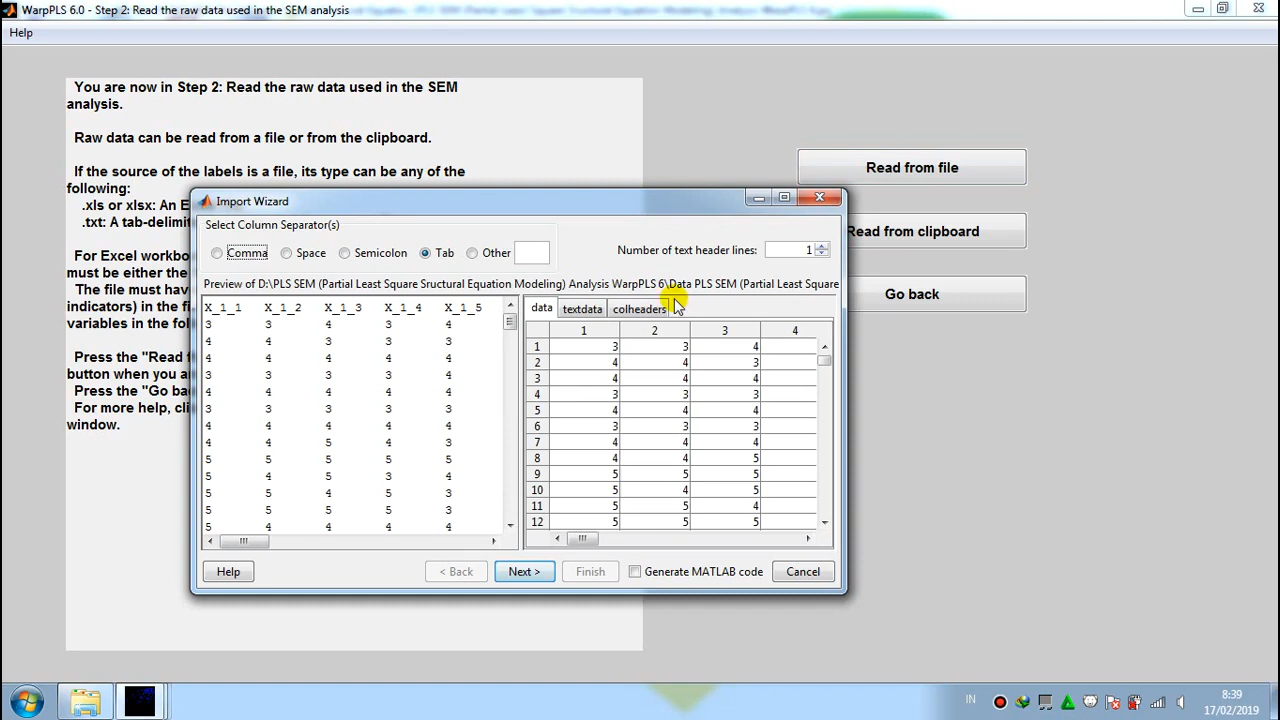 WarpPLS 6.0 - Step 2: Read the raw data used in the SEM analysis
Help
You are now in Step 2: Read the raw data used in the SEM
analysis.
Raw data can be read from a file or from the clipboard.
If the source of the labels is a file, its type can be any of the
following:
.xls or xlsx: An E
.txt: A tab-delimit
For Excel workbo
must be either the
The file must have
indicators) in the fi
variables in the follo
Press the "Read f
button when you a
Press the "Go ba
For more help, cli
window.
Read from file
Read from clipboard
Go back
Import Wizard
Select Column Separator(s)
Comma Space Semicolon Tab Other
Number of text header lines: 1
Preview of D:\PLS SEM (Partial Least Square Sructural Equation Modeling) Analysis WarpPLS 6\Data PLS SEM (Partial Least Square
X_1_1 X_1_2 X_1_3 X_1_4 X_1_5
3 3 4 3 4
4 4 3 3 3
4 4 4 4 4
3 3 3 3 4
4 4 4 4 4
3 3 3 3 3
4 4 4 4 4
4 4 5 4 3
5 5 5 3 4
5 4 5 5 3
5 5 4 5 3
5 5 5 5 3
5 4 4 4 4
data textdata colheaders
1 2 3 4
1 3 3 4
2 4 4 3
3 4 4 4
4 3 3 3
5 4 4 4
6 3 3 3
7 4 4 4
8 4 4 5
9 5 5 5
10 5 4 5
11 5 5 4
12 5 5 5
Help
< Back
Next >
Finish
Generate MATLAB code
Cancel
IN
8:39
17/02/2019